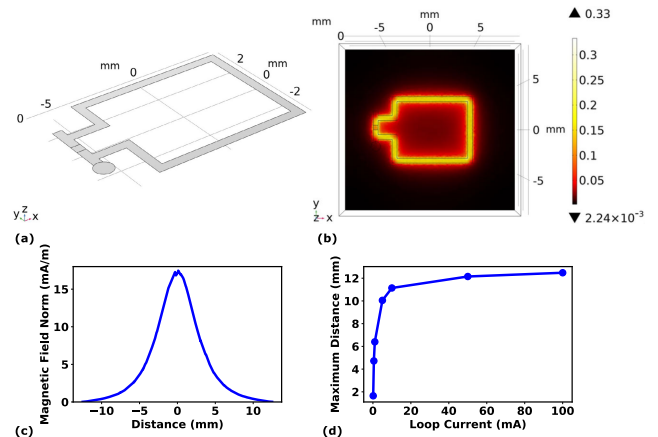 mm
0
-5
0
mm
2
0
mm
-2
y z x
(a)
mm
mm
0
-5
0
5
5
0 mm
-5
y
z x
(b)
▲ 0.33
0.3
0.25
0.2
0.15
0.1
0.05
▼ 2.24×10⁻³
Magnetic Field Norm (mA/m)
15
10
5
0
−10
−5
0
5
10
Distance (mm)
(c)
Maximum Distance (mm)
12
10
8
6
4
2
0
20
40
60
80
100
Loop Current (mA)
(d)